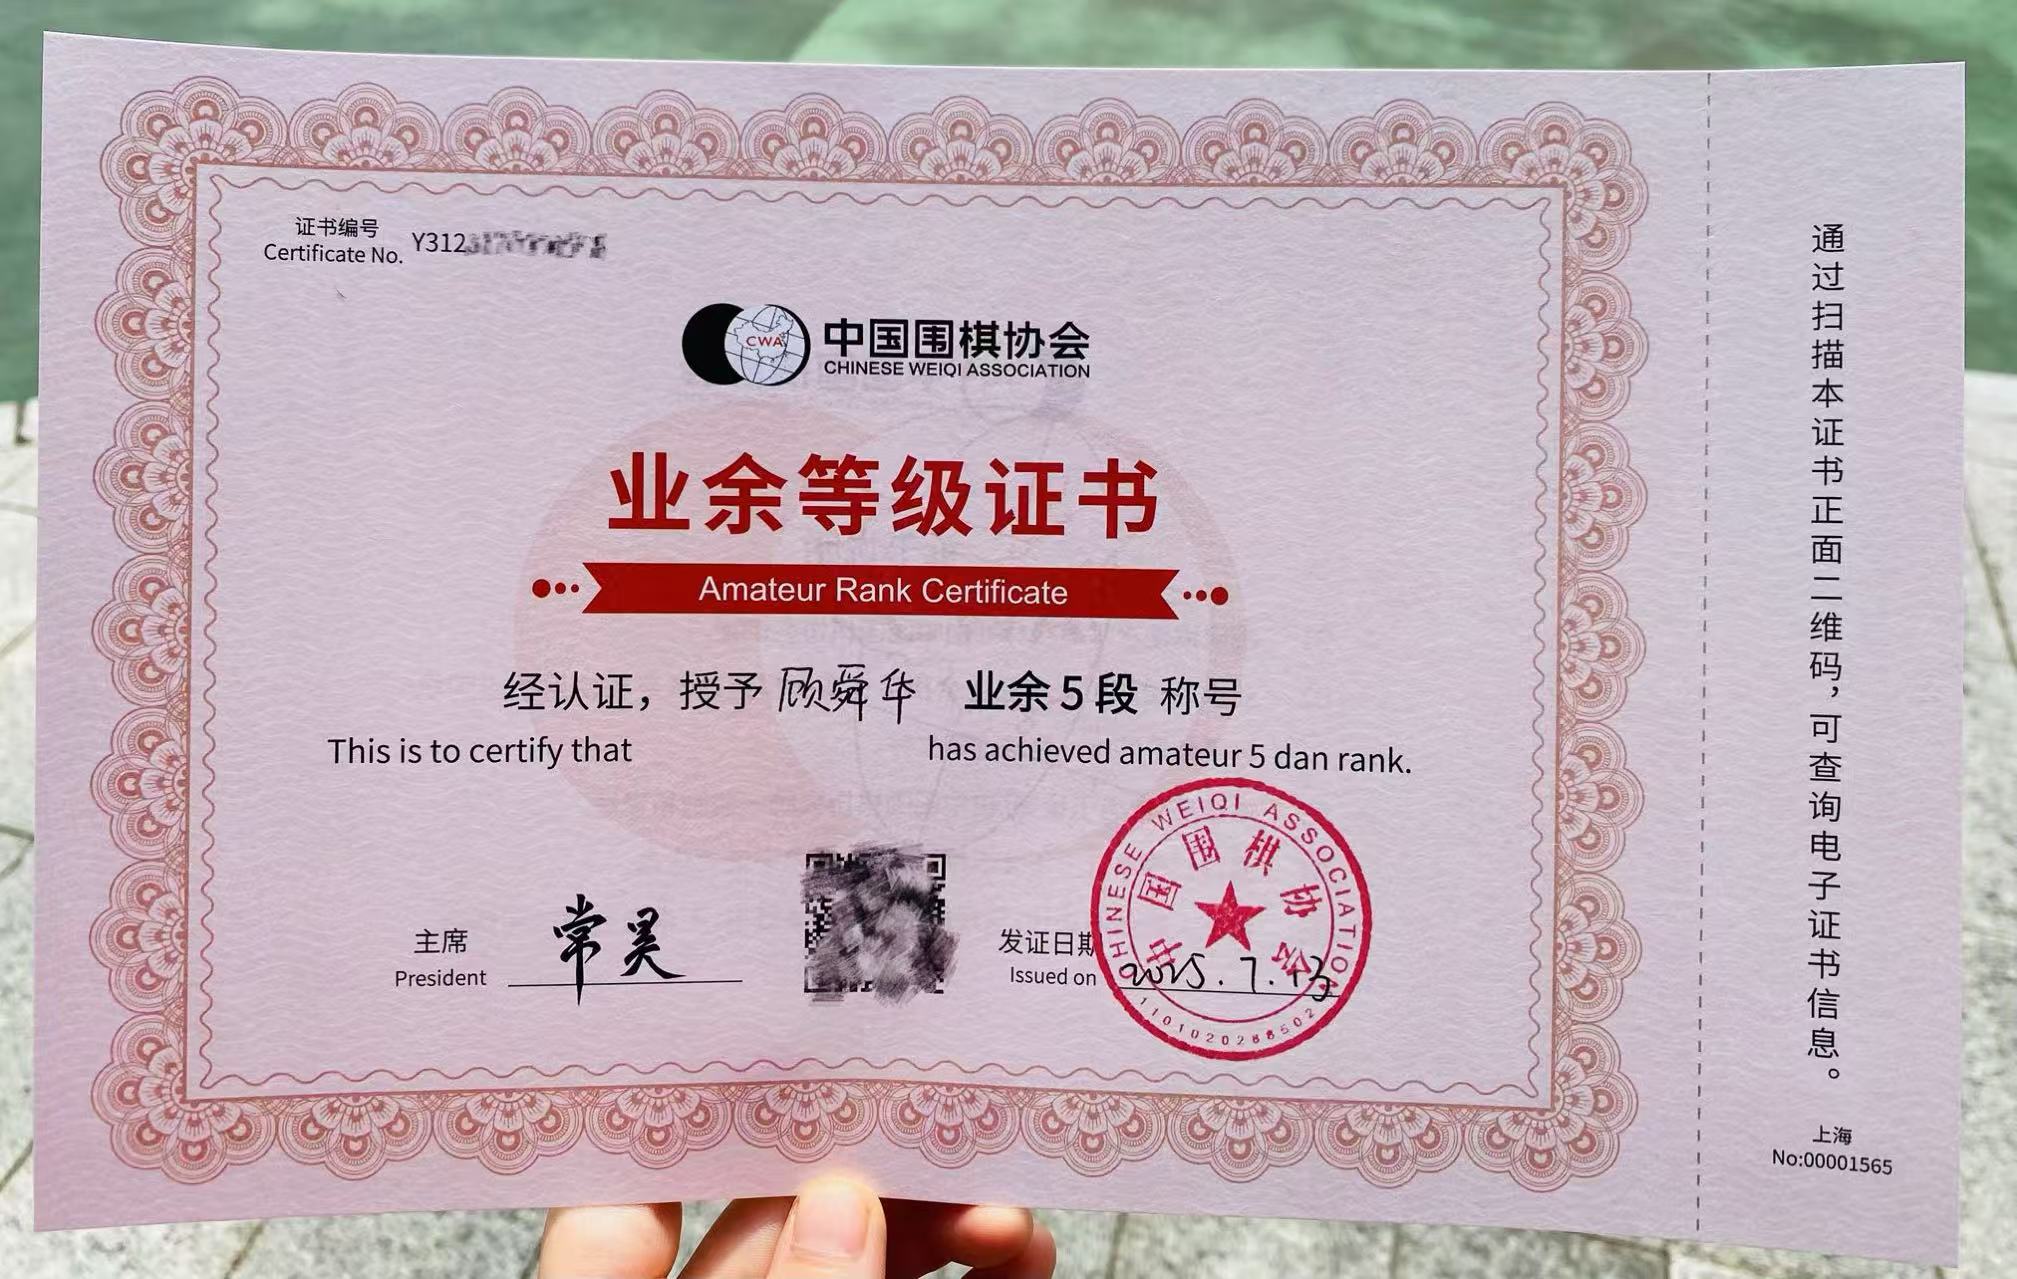 证书编号
Certificate No. Y312
CWA
中国围棋协会
CHINESE WEIQI ASSOCIATION
业余等级证书
Amateur Rank Certificate
经认证，授予 顾舜华 业余 5 段 称号
This is to certify that has achieved amateur 5 dan rank.
主席
President
常昊
发证日期
Issued on
2025.7.13
CHINESE WEIQI ASSOCIATION
中国围棋协会
通过扫描本证书正面二维码，可查询电子证书信息。
上海
No:00001565